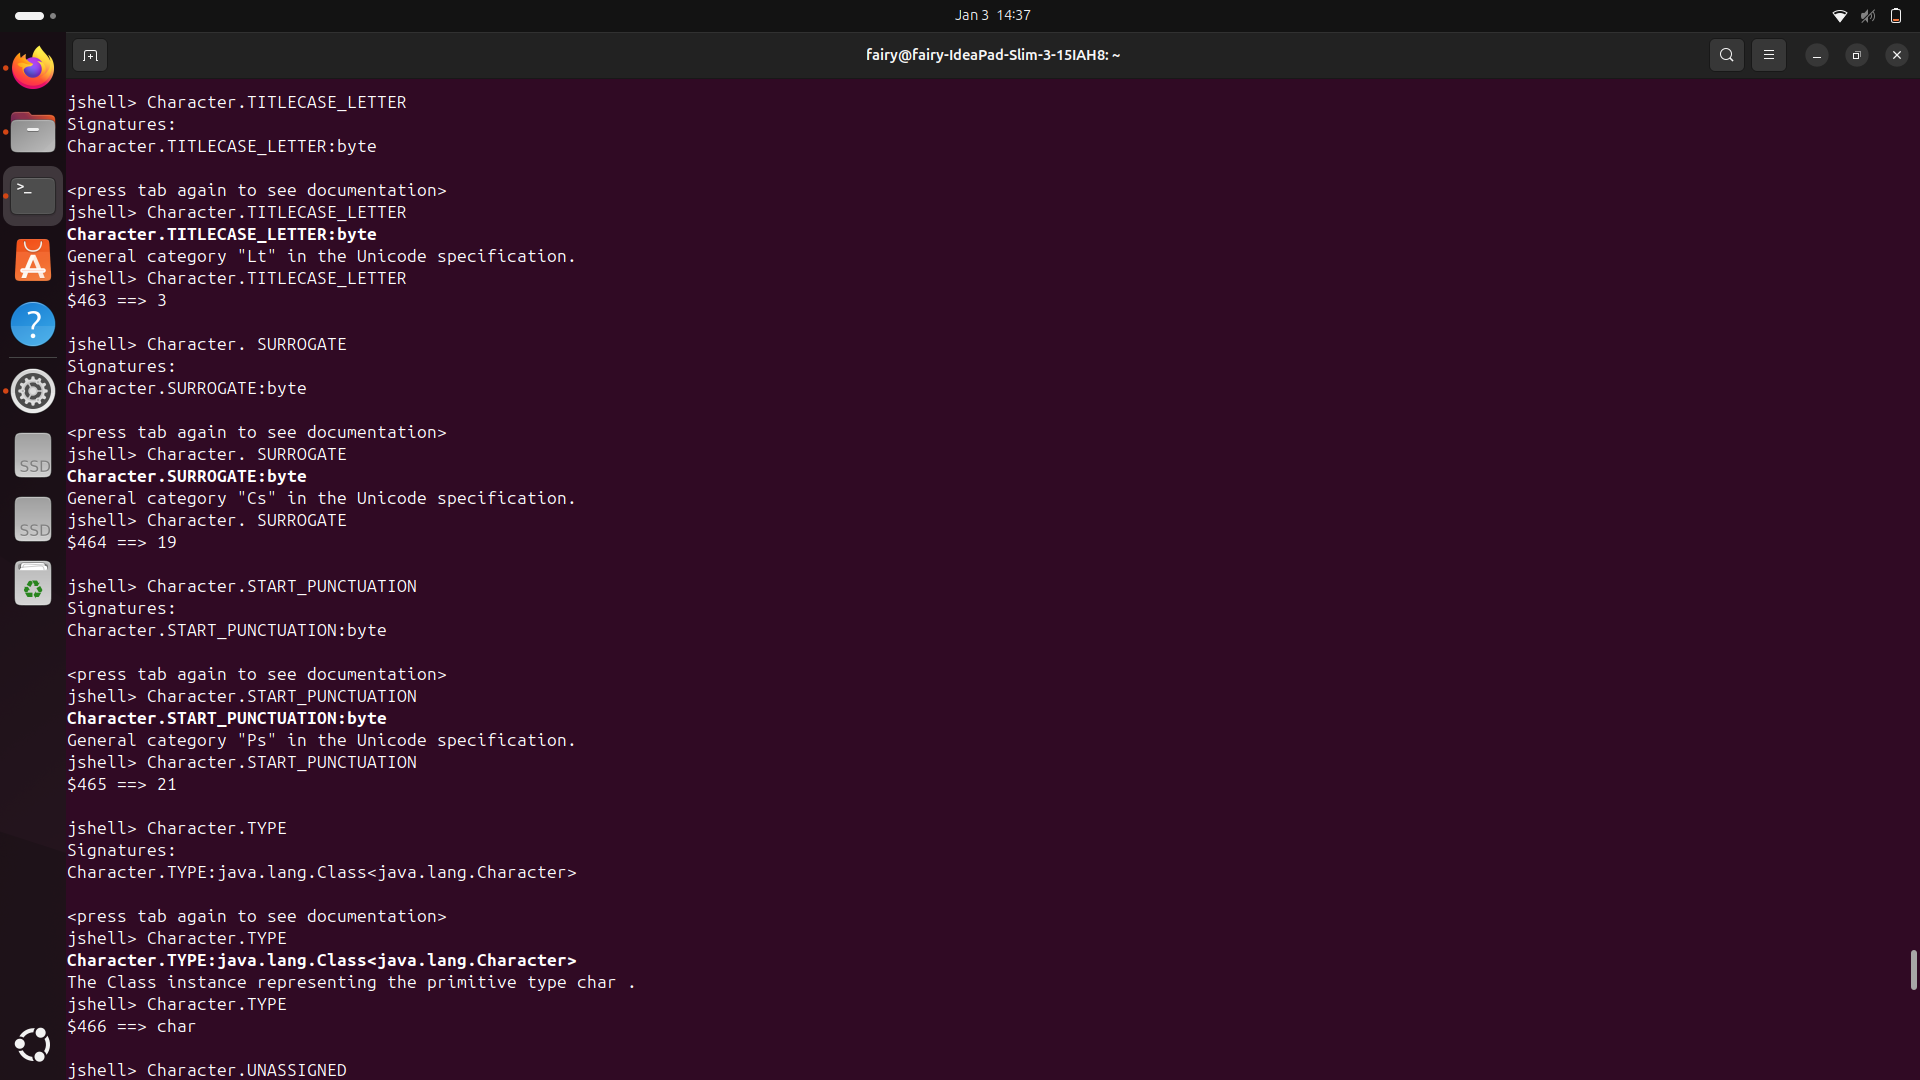 Jan 3 14:37
fairy@fairy-IdeaPad-Slim-3-15IAH8: ~
jshell> Character.TITLECASE_LETTER
Signatures:
Character.TITLECASE_LETTER:byte
<press tab again to see documentation>
jshell> Character.TITLECASE_LETTER
Character.TITLECASE_LETTER:byte
General category "Lt" in the Unicode specification.
jshell> Character.TITLECASE_LETTER
$463 ==> 3
jshell> Character. SURROGATE
Signatures:
Character.SURROGATE:byte
<press tab again to see documentation>
jshell> Character. SURROGATE
Character.SURROGATE:byte
General category "Cs" in the Unicode specification.
jshell> Character. SURROGATE
$464 ==> 19
jshell> Character.START_PUNCTUATION
Signatures:
Character.START_PUNCTUATION:byte
<press tab again to see documentation>
jshell> Character.START_PUNCTUATION
Character.START_PUNCTUATION:byte
General category "Ps" in the Unicode specification.
jshell> Character.START_PUNCTUATION
$465 ==> 21
jshell> Character.TYPE
Signatures:
Character.TYPE:java.lang.Class<java.lang.Character>
<press tab again to see documentation>
jshell> Character.TYPE
Character.TYPE:java.lang.Class<java.lang.Character>
The Class instance representing the primitive type char .
jshell> Character.TYPE
$466 ==> char
jshell> Character.UNASSIGNED
>_
A
?
SSD
SSD